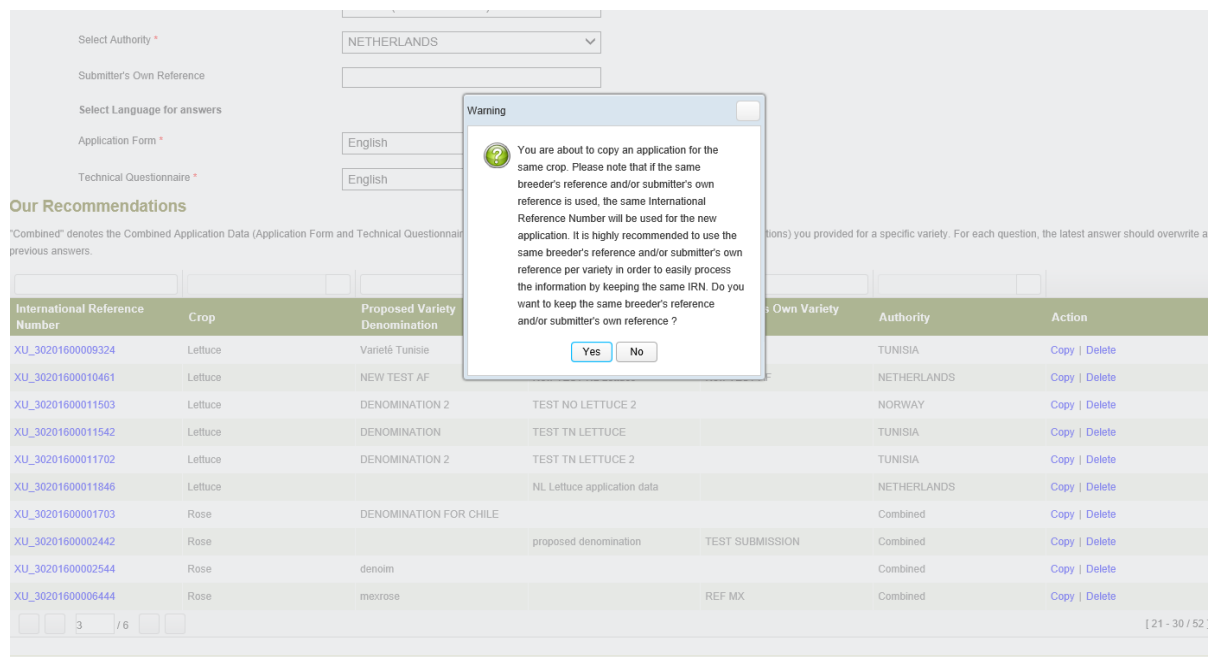 Select Authority *
NETHERLANDS
Submitter's Own Reference
Select Language for answers
Application Form *
English
Technical Questionnaire *
English
Warning
You are about to copy an application for the
same crop. Please note that if the same
breeder's reference and/or submitter's own
reference is used, the same International
Reference Number will be used for the new
application. It is highly recommended to use the
same breeder's reference and/or submitter's own
reference per variety in order to easily process
the information by keeping the same IRN. Do you
want to keep the same breeder's reference
and/or submitter's own reference ?
Yes No
Our Recommendations
"Combined" denotes the Combined Application Data (Application Form and Technical Questionnair tions) you provided for a specific variety. For each question, the latest answer should overwrite a
previous answers.
International Reference Number Crop Proposed Variety Denomination s Own Variety Authority Action
XU_30201600009324 Lettuce Varietè Tunisie TUNISIA Copy | Delete
XU_30201600010461 Lettuce NEW TEST AF NETHERLANDS Copy | Delete
XU_30201600011503 Lettuce DENOMINATION 2 TEST NO LETTUCE 2 NORWAY Copy | Delete
XU_30201600011542 Lettuce DENOMINATION TEST TN LETTUCE TUNISIA Copy | Delete
XU_30201600011702 Lettuce DENOMINATION 2 TEST TN LETTUCE 2 TUNISIA Copy | Delete
XU_30201600011846 Lettuce NL Lettuce application data NETHERLANDS Copy | Delete
XU_30201600001703 Rose DENOMINATION FOR CHILE Combined Copy | Delete
XU_30201600002442 Rose proposed denomination TEST SUBMISSION Combined Copy | Delete
XU_30201600002544 Rose denoim Combined Copy | Delete
XU_30201600006444 Rose mexrose REF MX Combined Copy | Delete
3 / 6 [ 21 - 30 / 52 ]